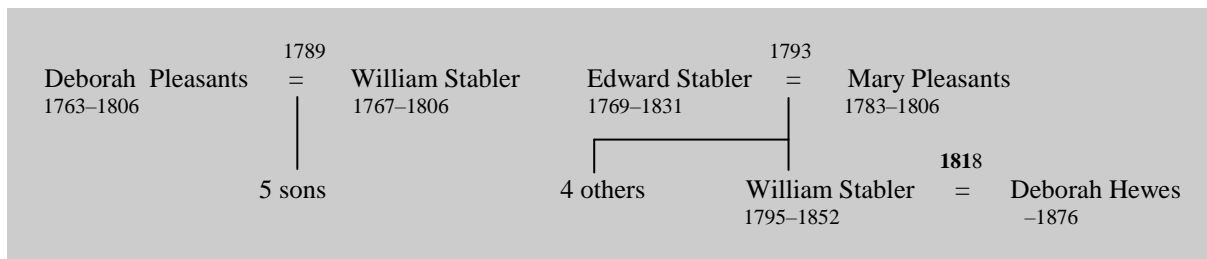 1789 1793
Deborah Pleasants = William Stabler Edward Stabler = Mary Pleasants
1763–1806 1767–1806 1769–1831 1783–1806
1818
5 sons 4 others William Stabler = Deborah Hewes
1795–1852 –1876